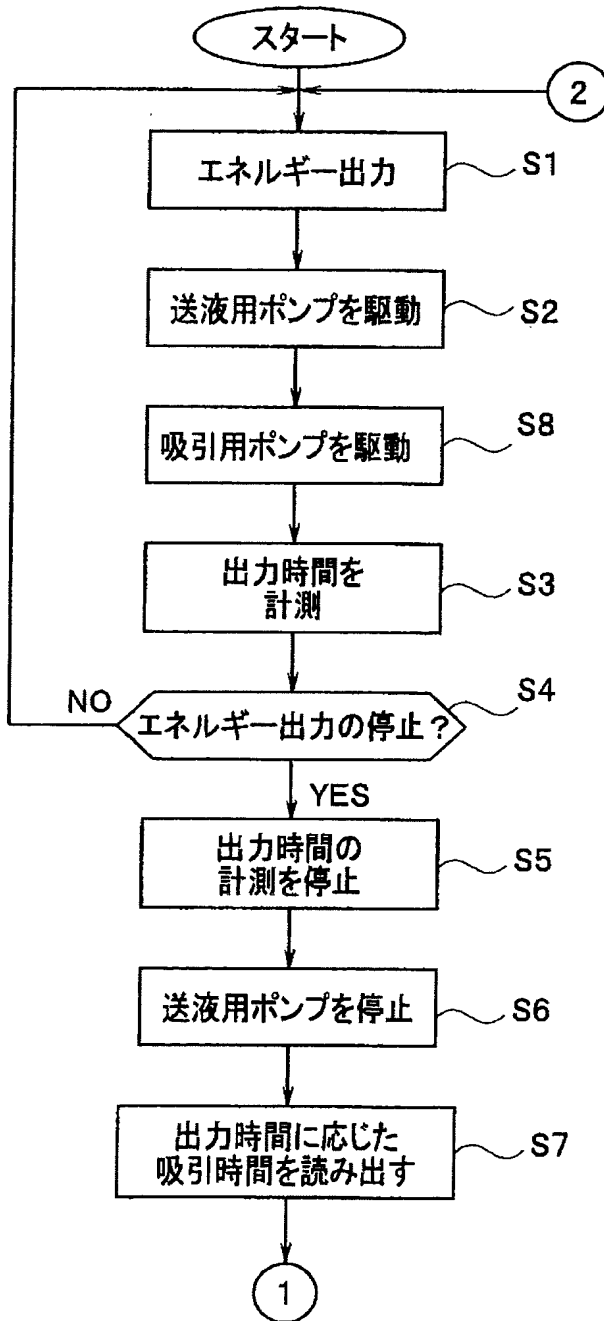 スタート
2
エネルギー出力
S1
送液用ポンプを駆動
S2
吸引用ポンプを駆動
S8
出力時間を
計測
S3
エネルギー出力の停止?
S4
NO
YES
出力時間の
計測を停止
S5
送液用ポンプを停止
S6
出力時間に応じた
吸引時間を読み出す
S7
1